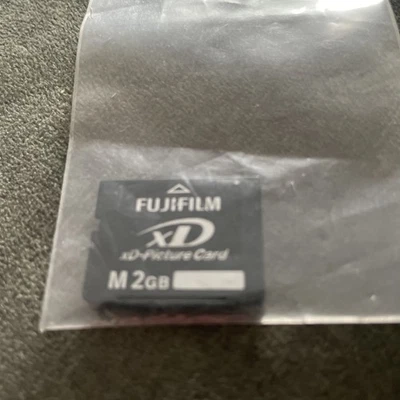 FUJIFILM
xD
xD-Picture Card
M 2GB